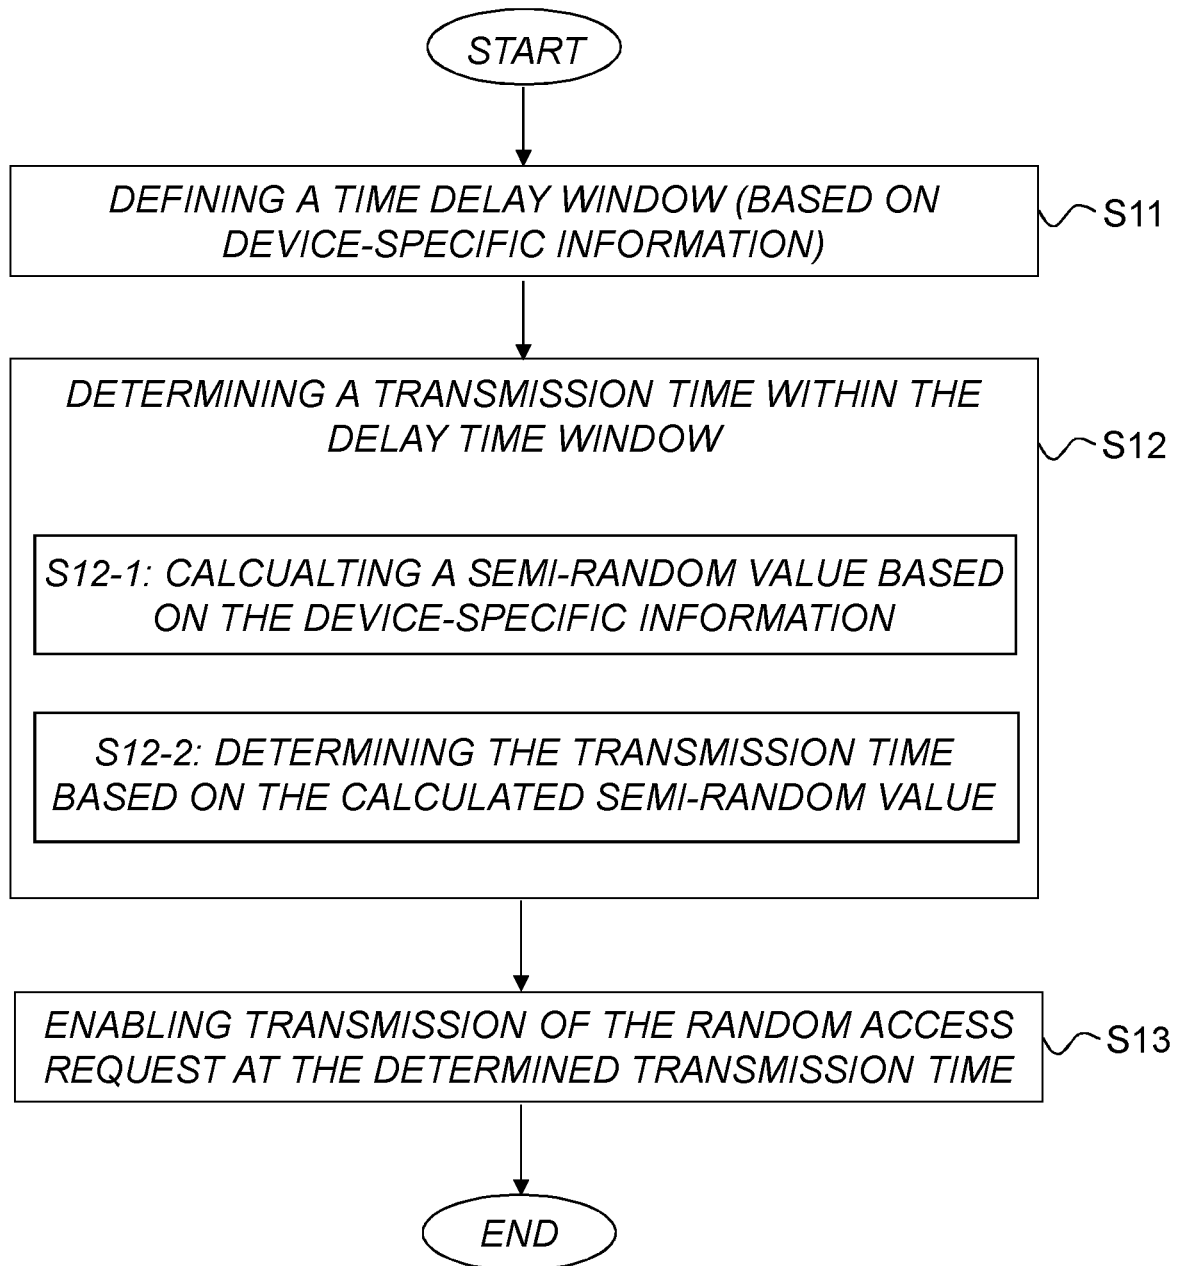 START
DEFINING A TIME DELAY WINDOW (BASED ON
DEVICE-SPECIFIC INFORMATION)
S11
DETERMINING A TRANSMISSION TIME WITHIN THE
DELAY TIME WINDOW
S12
S12-1: CALCUALTING A SEMI-RANDOM VALUE BASED
ON THE DEVICE-SPECIFIC INFORMATION
S12-2: DETERMINING THE TRANSMISSION TIME
BASED ON THE CALCULATED SEMI-RANDOM VALUE
ENABLING TRANSMISSION OF THE RANDOM ACCESS
REQUEST AT THE DETERMINED TRANSMISSION TIME
S13
END